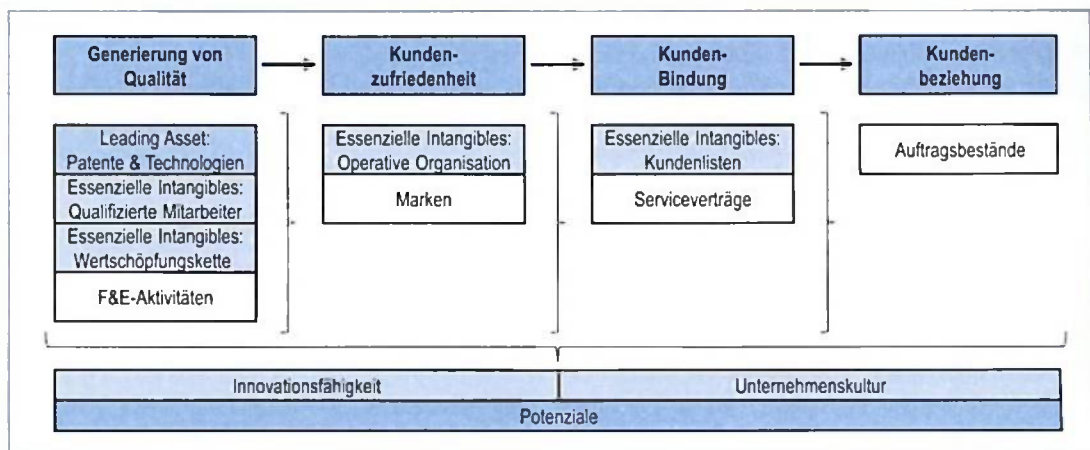 Generierung von
Qualität
Kunden-
zufriedenheit
Kunden-
Bindung
Kunden-
beziehung
Leading Asset:
Patente & Technologien
Essenzielle Intangibles:
Qualifizierte Mitarbeiter
Essenzielle Intangibles:
Wertschöpfungskette
F&E-Aktivitäten
Essenzielle Intangibles:
Operative Organisation
Marken
Essenzielle Intangibles:
Kundenlisten
Serviceverträge
Auftragsbestände
Innovationsfähigkeit
Unternehmenskultur
Potenziale